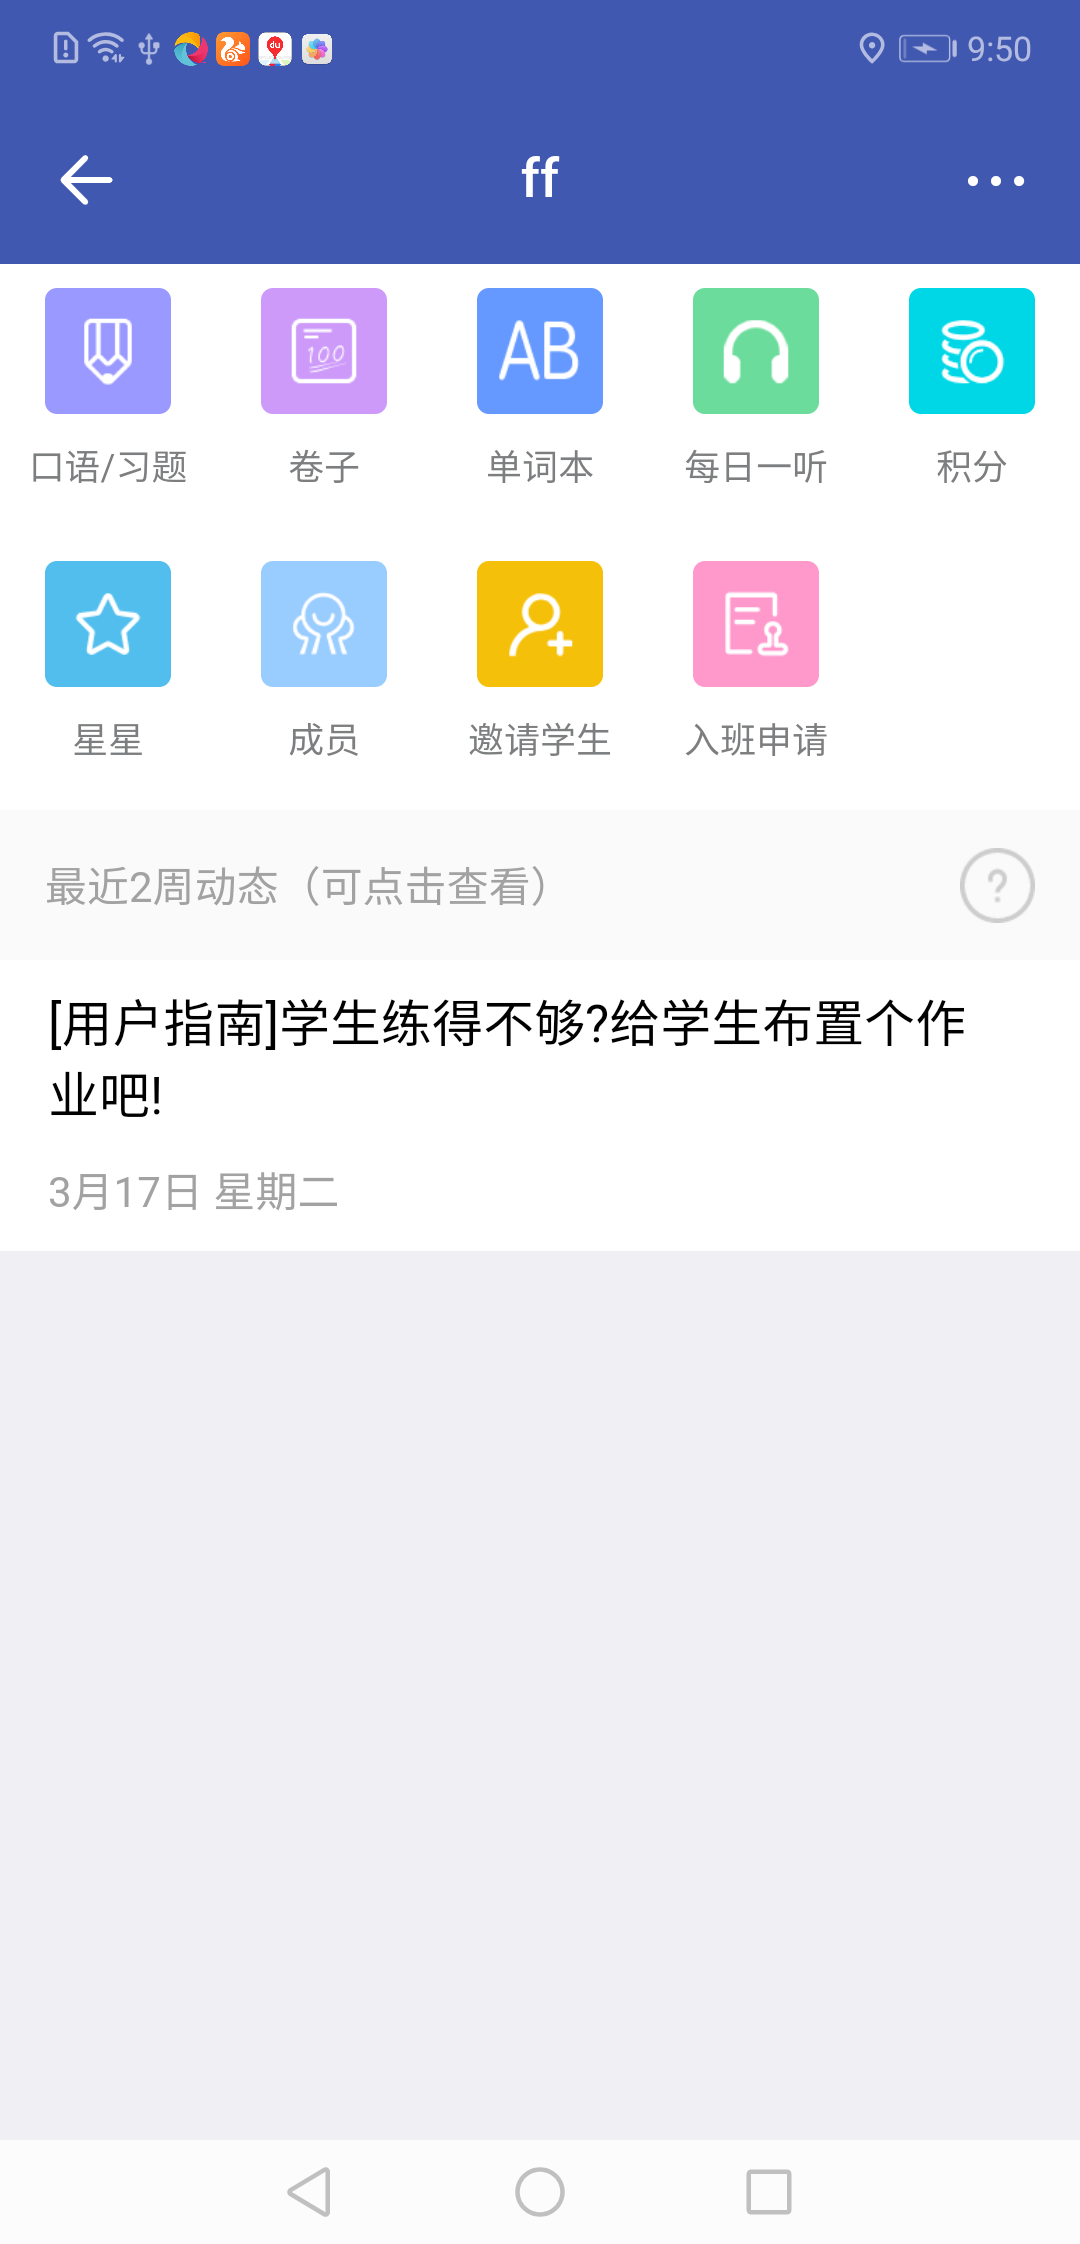 9:50
ff
口语/习题
卷子
单词本
每日一听
积分
星星
成员
邀请学生
入班申请
最近2周动态（可点击查看）
[用户指南]学生练得不够?给学生布置个作
业吧!
3月17日 星期二